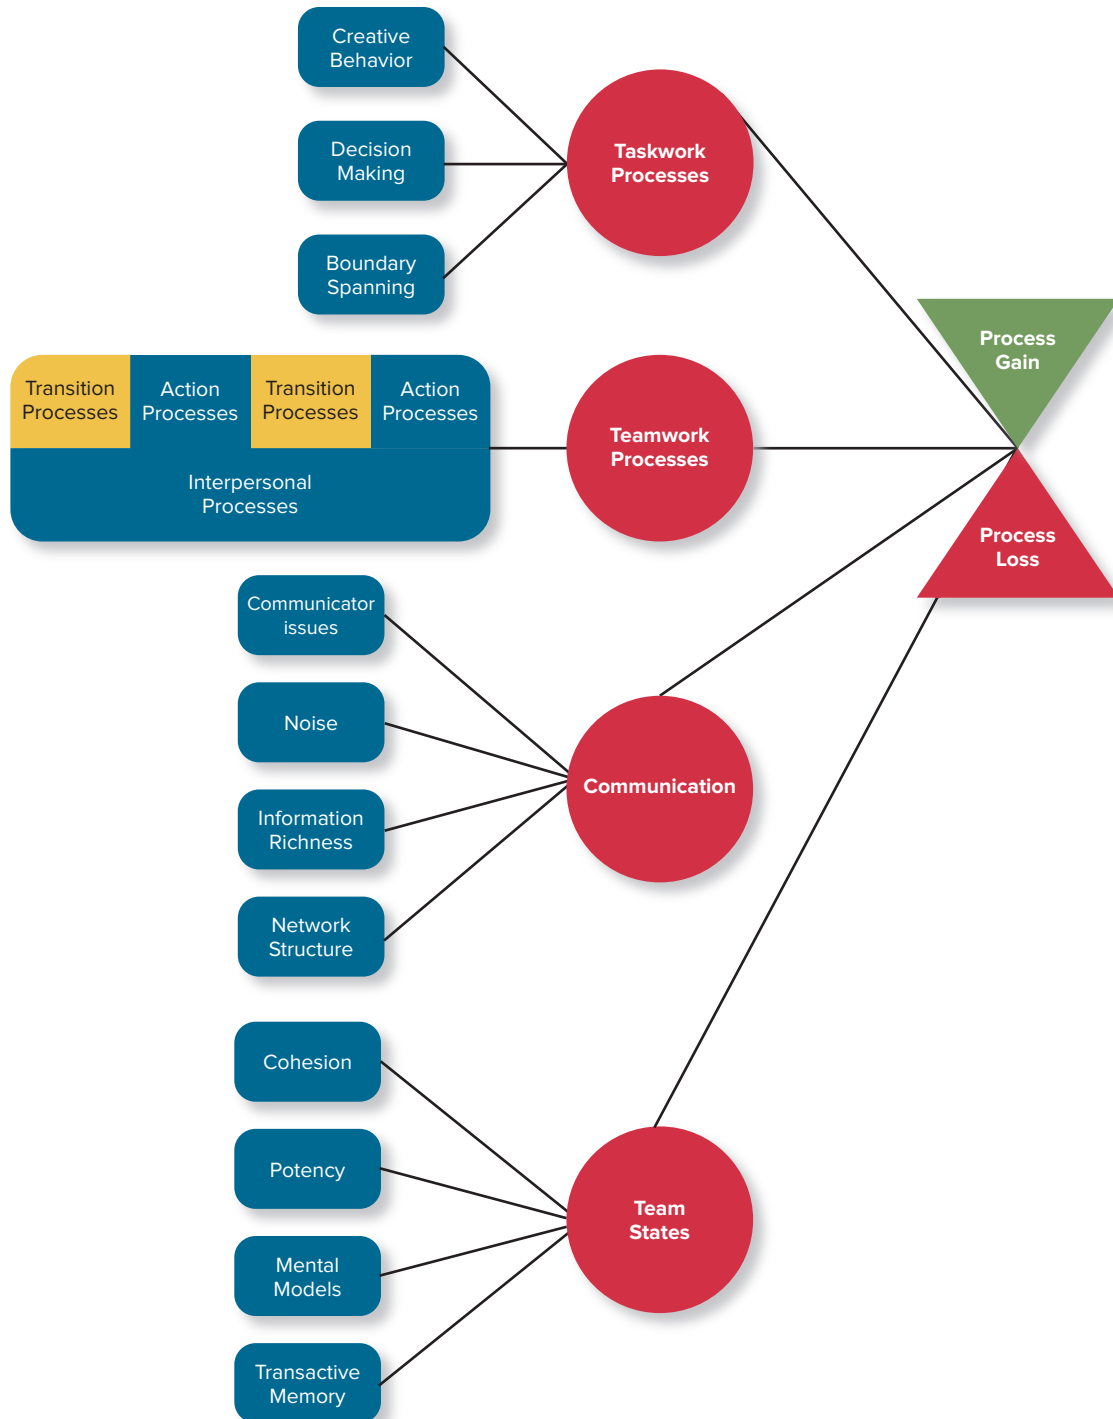 Creative
Behavior
Decision
Making
Boundary
Spanning
Taskwork
Processes
Process
Gain
Transition
Processes
Action
Processes
Transition
Processes
Action
Processes
Interpersonal
Processes
Teamwork
Processes
Process
Loss
Communicator
issues
Noise
Information
Richness
Network
Structure
Communication
Cohesion
Potency
Mental
Models
Transactive
Memory
Team
States